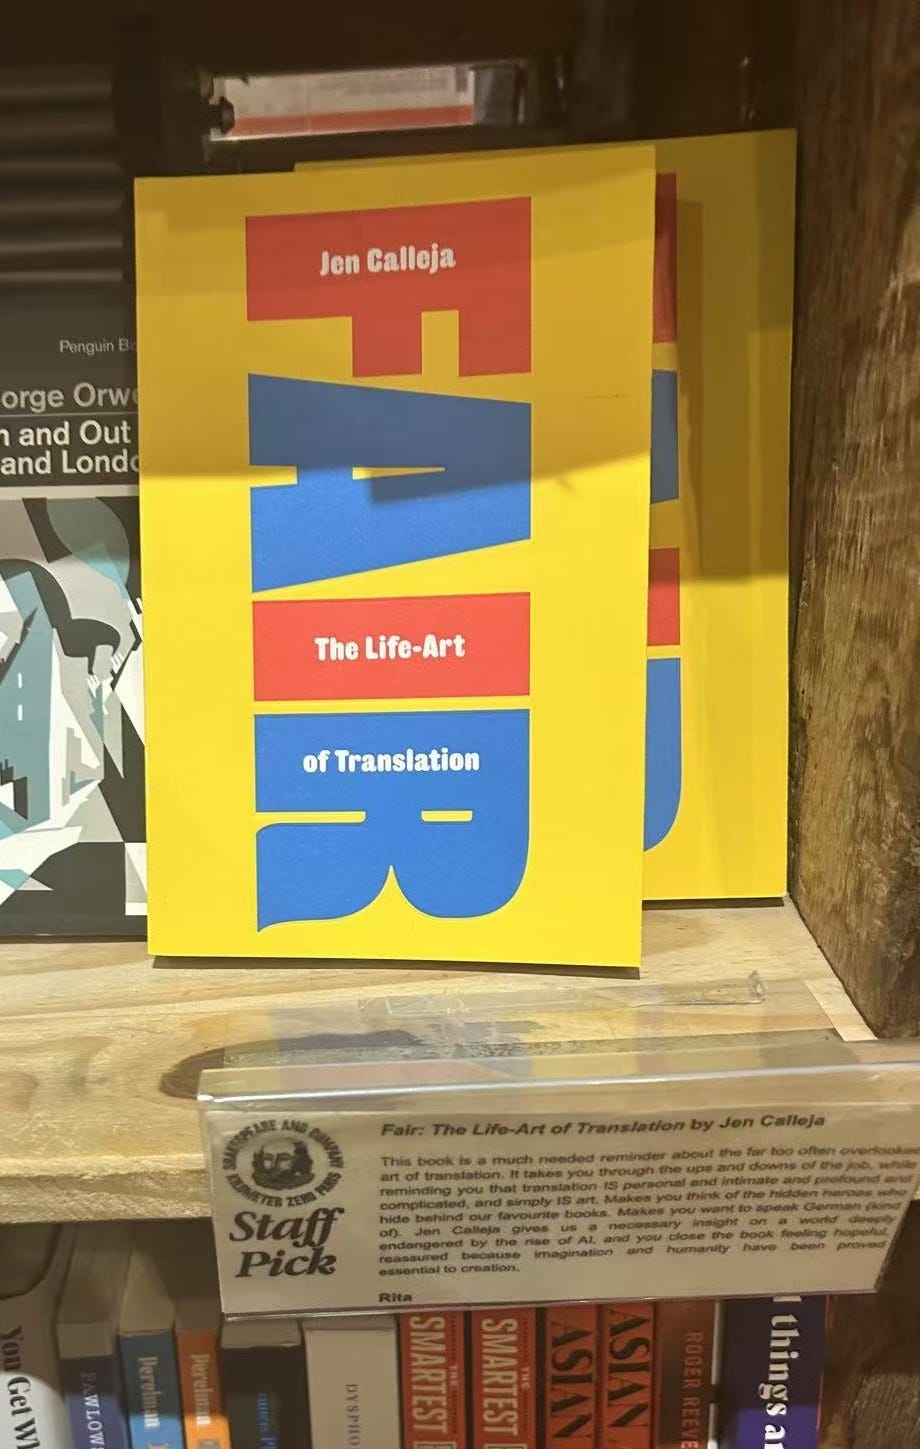 Jen Calleja
FAIR
The Life-Art
of Translation
Penguin
orge Orw
n and Out
and Londo
SHAKESPEARE AND COMPANY
KILOMETER ZERO PARIS
Staff
Pick
Fair: The Life-Art of Translation by Jen Calleja
This book is a much needed reminder about the far too often overlooked
art of translation. It takes you through the ups and downs of the job, while
reminding you that translation IS personal and intimate and profound and
complicated, and simply IS art. Makes you think of the hidden heroes who
hide behind our favourite books. Makes you want to speak German (kind
of). Jen Calleja gives us a necessary insight on a world deeply
endangered by the rise of AI, and you close the book feeling hopeful,
reassured because imagination and humanity have been proved
essential to creation.
Rita
You Get Wh
PAWLOW
Perelman
Perelman
DYSPHO
THE
SMARTEST
THE
SMARTEST
ASIAN
ASIAN
ROGER REEVE
things a